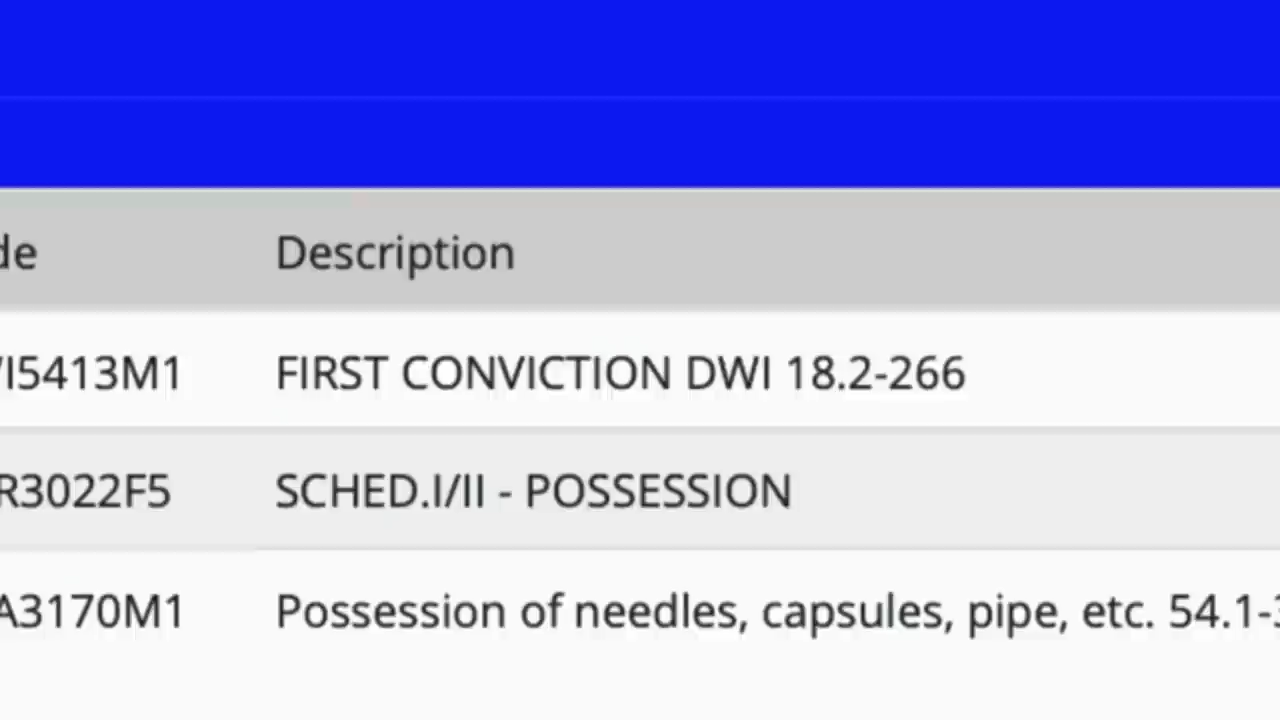 de Description
I5413M1 FIRST CONVICTION DWI 18.2-266
R3022F5 SCHED.I/II - POSSESSION
A3170M1 Possession of needles, capsules, pipe, etc. 54.1-3